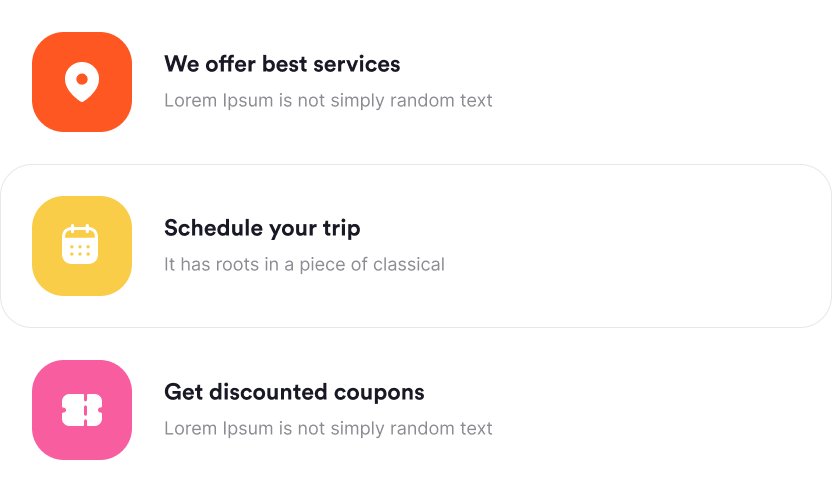 We offer best services
Lorem Ipsum is not simply random text
Schedule your trip
It has roots in a piece of classical
Get discounted coupons
Lorem Ipsum is not simply random text